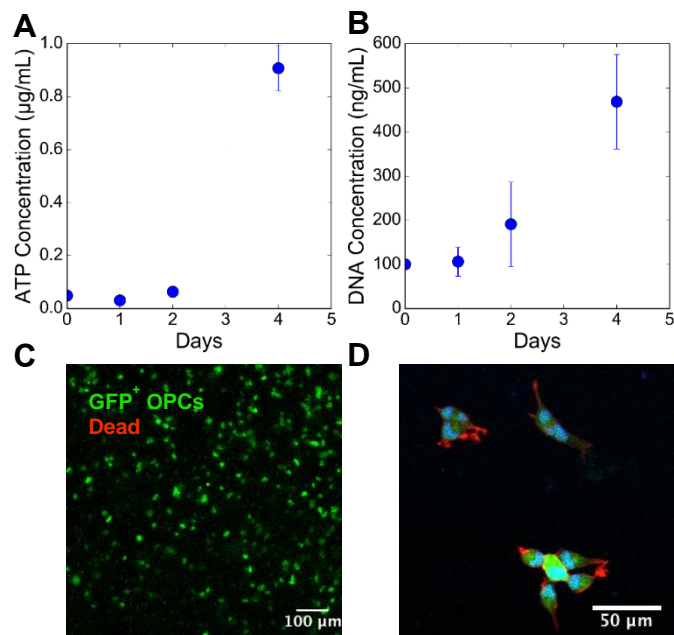 A
B
ATP Concentration (µg/mL)
1.0
0.8
0.6
0.4
0.2
0.0
0 1 2 3 4 5
Days
DNA Concentration (ng/mL)
600
500
400
300
200
100
0
0 1 2 3 4 5
Days
C
D
GFP+ OPCs
Dead
100 µm
50 µm